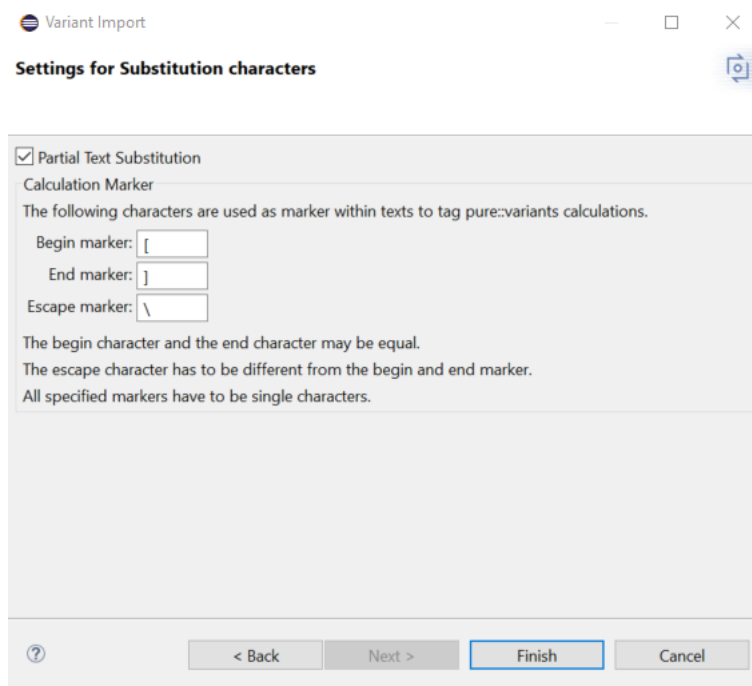 Variant Import
Settings for Substitution characters
Partial Text Substitution
Calculation Marker
The following characters are used as marker within texts to tag pure::variants calculations.
Begin marker: [
End marker: ]
Escape marker: \
The begin character and the end character may be equal.
The escape character has to be different from the begin and end marker.
All specified markers have to be single characters.
? < Back Next > Finish Cancel